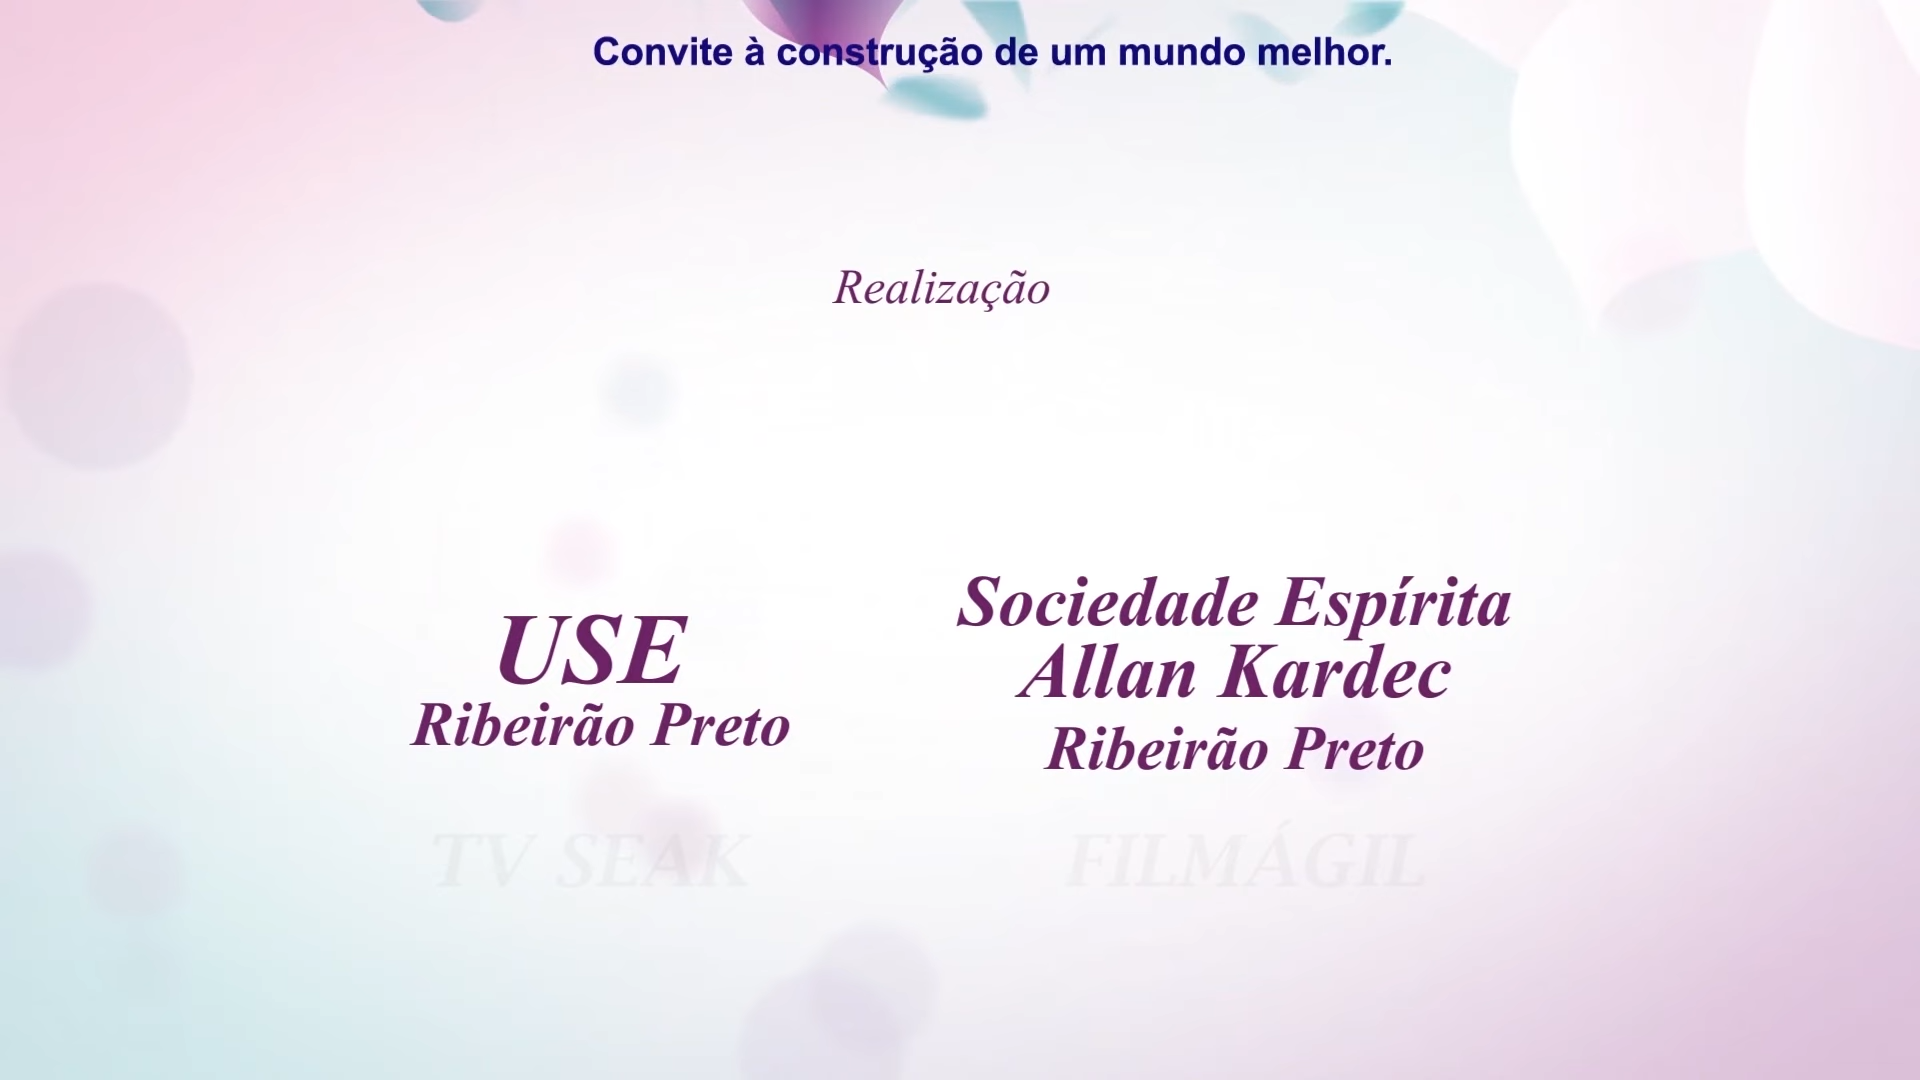 Convite à construção de um mundo melhor.
Realização
USE
Ribeirão Preto
Sociedade Espírita
Allan Kardec
Ribeirão Preto
TV SEAK
FILMÁGIL